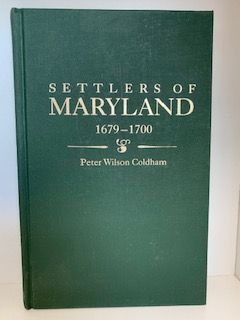 SETTLERS OF
MARYLAND
1679–1700
Peter Wilson Coldham